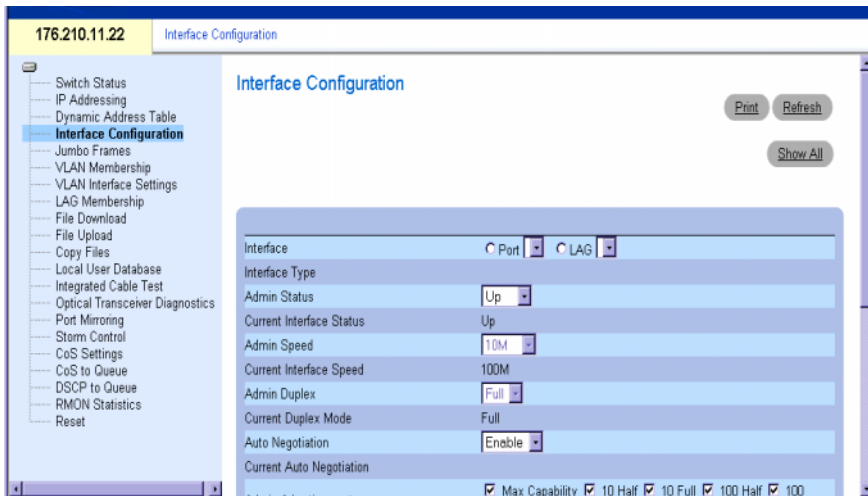 176.210.11.22
Interface Configuration
Switch Status
IP Addressing
Dynamic Address Table
Interface Configuration
Jumbo Frames
VLAN Membership
VLAN Interface Settings
LAG Membership
File Download
File Upload
Copy Files
Local User Database
Integrated Cable Test
Optical Transceiver Diagnostics
Port Mirroring
Storm Control
CoS Settings
CoS to Queue
DSCP to Queue
RMON Statistics
Reset
Interface Configuration
Print Refresh
Show All
Interface Port LAG
Interface Type
Admin Status Up
Current Interface Status Up
Admin Speed 10M
Current Interface Speed 100M
Admin Duplex Full
Current Duplex Mode Full
Auto Negotiation Enable
Current Auto Negotiation
Max Capability 10 Half 10 Full 100 Half 100